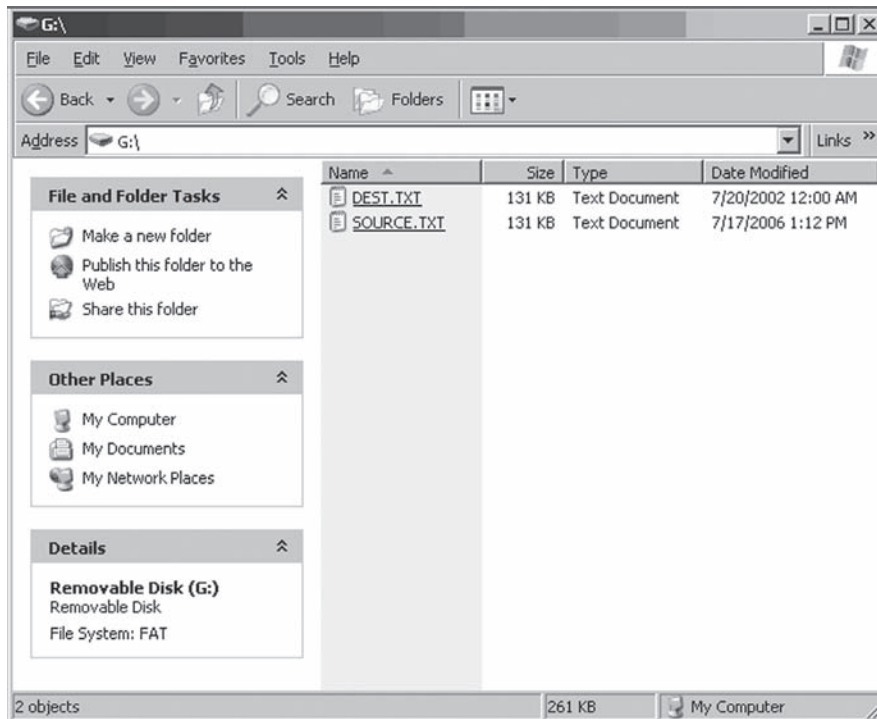 G:\
File Edit View Favorites Tools Help
Back Search Folders
Address G:\ Links »
File and Folder Tasks
Make a new folder
Publish this folder to the
Web
Share this folder
Other Places
My Computer
My Documents
My Network Places
Details
Removable Disk (G:)
Removable Disk
File System: FAT
Name Size Type Date Modified
DEST.TXT 131 KB Text Document 7/20/2002 12:00 AM
SOURCE.TXT 131 KB Text Document 7/17/2006 1:12 PM
2 objects 261 KB My Computer